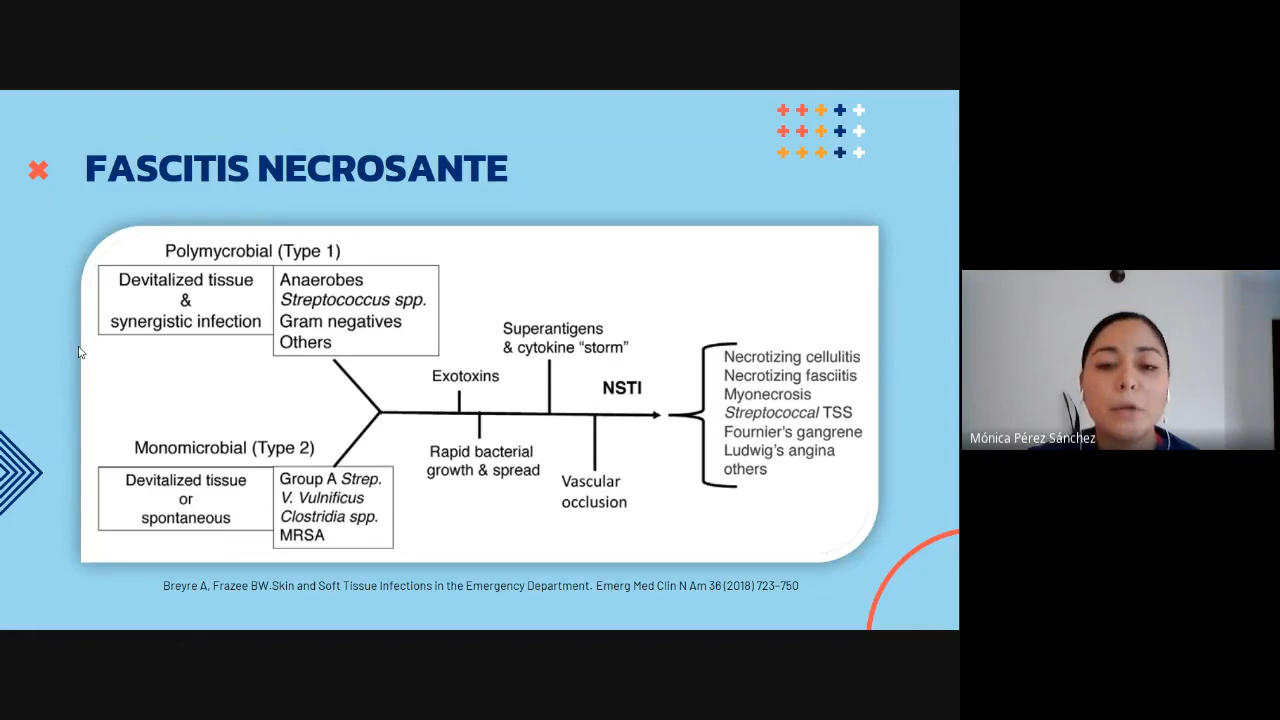 FASCITIS NECROSANTE
Polymycrobial (Type 1)
Devitalized tissue
&
synergistic infection
Anaerobes
Streptococcus spp.
Gram negatives
Others
Superantigens
& cytokine “storm”
Exotoxins
NSTI
Rapid bacterial
growth & spread
Vascular
occlusion
Monomicrobial (Type 2)
Devitalized tissue
or
spontaneous
Group A Strep.
V. Vulnificus
Clostridia spp.
MRSA
Necrotizing cellulitis
Necrotizing fasciitis
Myonecrosis
Streptococcal TSS
Fournier’s gangrene
Ludwig’s angina
others
Breyre A, Frazee BW.Skin and Soft Tissue Infections in the Emergency Department. Emerg Med Clin N Am 36 (2018) 723–750
Mónica Pérez Sánchez